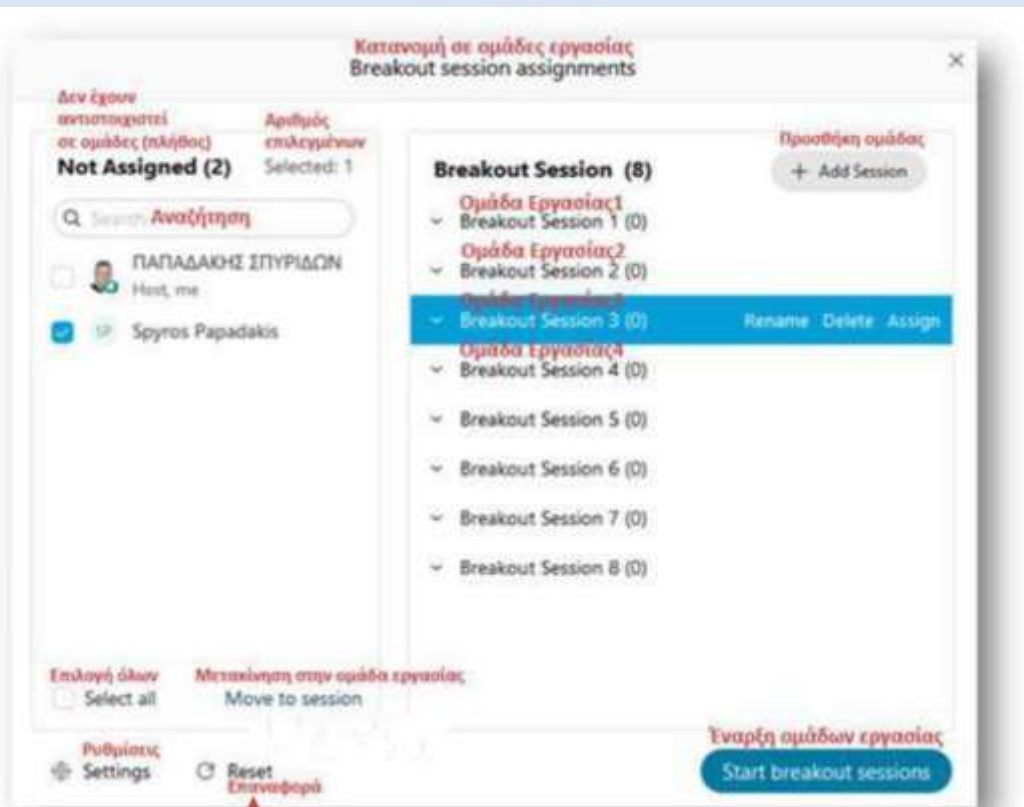 Κατανομή σε ομάδες εργασίας
Breakout session assignments
Δεν έχουν
αντιστοιχιστεί
σε ομάδες (πλήθος)
Not Assigned (2)
Αριθμός
επιλεγμένων
Selected: 1
Search Αναζήτηση
ΠΑΠΑΔΑΚΗΣ ΣΠΥΡΙΔΩΝ
Host, me
SP Spyros Papadakis
Select all
Επιλογή όλων
Μετακίνηση στην ομάδα εργασίας
Move to session
Προσθήκη ομάδας
Breakout Session (8)
+ Add Session
Ομάδα Εργασίας1
Breakout Session 1 (0)
Ομάδα Εργασίας2
Breakout Session 2 (0)
Ομάδα Εργασίας3
Breakout Session 3 (0) Rename Delete Assign
Ομάδα Εργασίας4
Breakout Session 4 (0)
Breakout Session 5 (0)
Breakout Session 6 (0)
Breakout Session 7 (0)
Breakout Session 8 (0)
Ρυθμίσεις
Settings
Reset
Επαναφορά
Έναρξη ομάδων εργασίας
Start breakout sessions